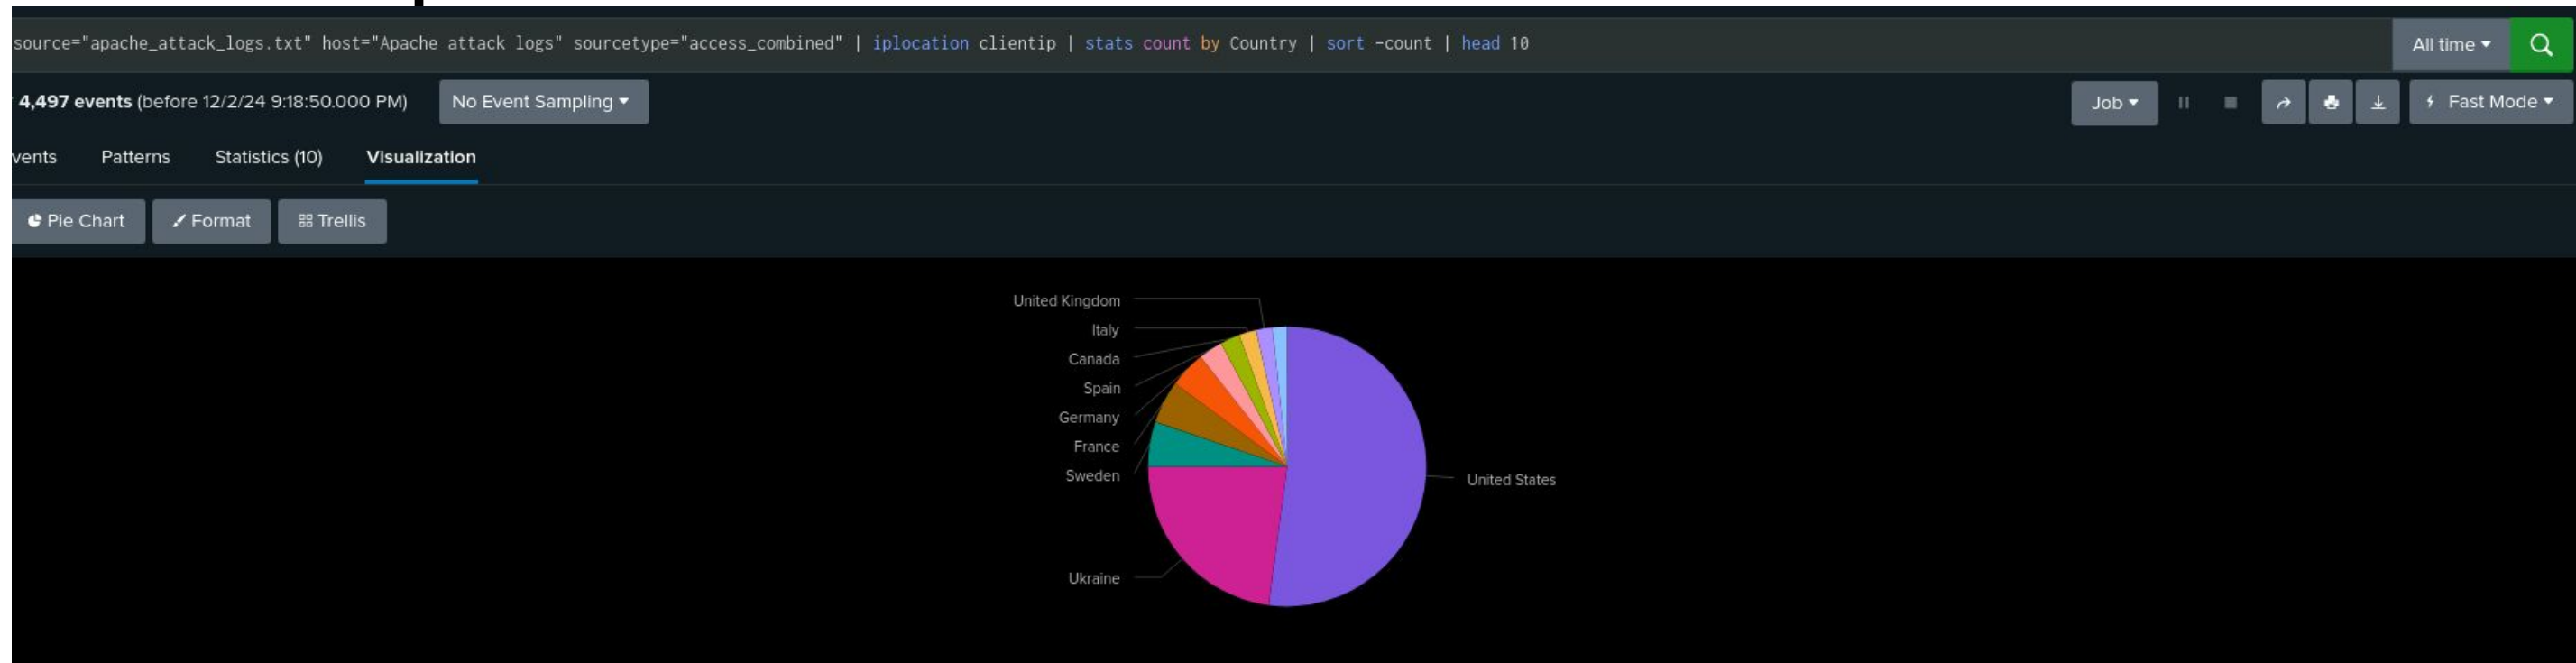 source="apache_attack_logs.txt" host="Apache attack logs" sourcetype="access_combined" | iplocation clientip | stats count by Country | sort -count | head 10
All time
4,497 events (before 12/2/24 9:18:50.000 PM)
No Event Sampling
Job
Fast Mode
vents
Patterns
Statistics (10)
Visualization
Pie Chart
Format
Trellis
United Kingdom
Italy
Canada
Spain
Germany
France
Sweden
United States
Ukraine